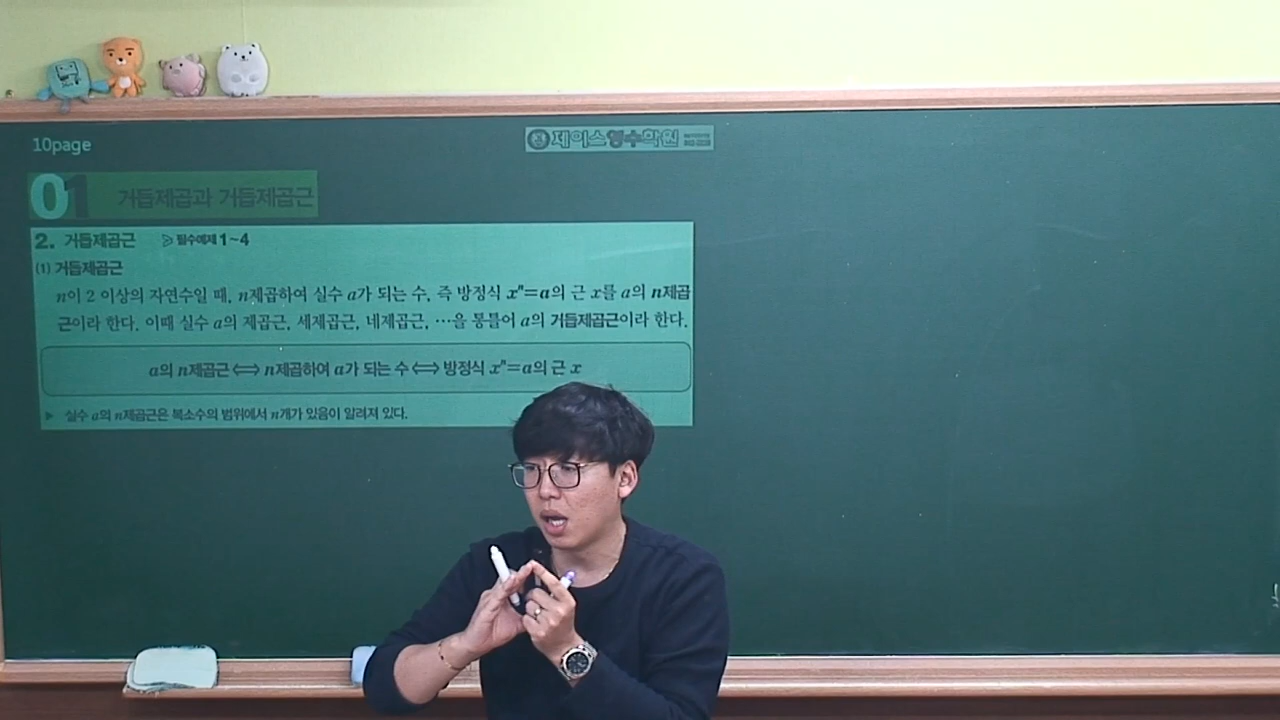 10page
제이스영수학원
01 거듭제곱과 거듭제곱근
2. 거듭제곱근 ▷ 필수예제 1~4
(1) 거듭제곱근
n이 2 이상의 자연수일 때, n제곱하여 실수 a가 되는 수, 즉 방정식 xⁿ=a의 근 x를 a의 n제곱
근이라 한다. 이때 실수 a의 제곱근, 세제곱근, 네제곱근, …을 통틀어 a의 거듭제곱근이라 한다.
a의 n제곱근 ⟺ n제곱하여 a가 되는 수 ⟺ 방정식 xⁿ=a의 근 x
▶ 실수 a의 n제곱근은 복소수의 범위에서 n개가 있음이 알려져 있다.